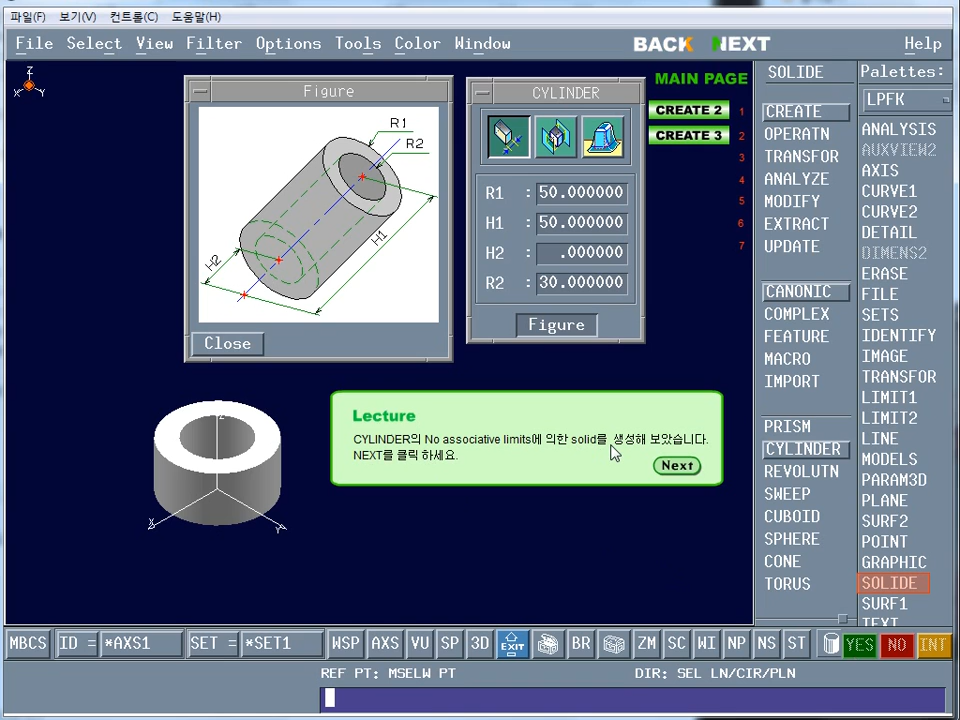 파일(F) 보기(V) 컨트롤(C) 도움말(H)
File Select View Filter Options Tools Color Window BACK NEXT Help
Z
X Y
Figure
R1
R2
H1
H2
Close
CYLINDER
R1 : 50.000000
H1 : 50.000000
H2 : .000000
R2 : 30.000000
Figure
MAIN PAGE
CREATE 2 1
CREATE 3 2
3
4
5
6
7
SOLIDE
CREATE
OPERATN
TRANSFOR
ANALYZE
MODIFY
EXTRACT
UPDATE
CANONIC
COMPLEX
FEATURE
MACRO
IMPORT
PRISM
CYLINDER
REVOLUTN
SWEEP
CUBOID
SPHERE
CONE
TORUS
Palettes:
LPFK
ANALYSIS
AUXVIEW2
AXIS
CURVE1
CURVE2
DETAIL
DIMENS2
ERASE
FILE
SETS
IDENTIFY
IMAGE
TRANSFOR
LIMIT1
LIMIT2
LINE
MODELS
PARAM3D
PLANE
SURF2
POINT
GRAPHIC
SOLIDE
SURF1
TEXT
Z
X
Y
Lecture
CYLINDER의 No associative limits에 의한 solid를 생성해 보았습니다.
NEXT를 클릭 하세요.
Next
MBCS ID = *AXS1 SET = *SET1 WSP AXS VU SP 3D EXIT BR ZM SC WI NP NS ST YES NO INT
REF PT: MSELW PT DIR: SEL LN/CIR/PLN